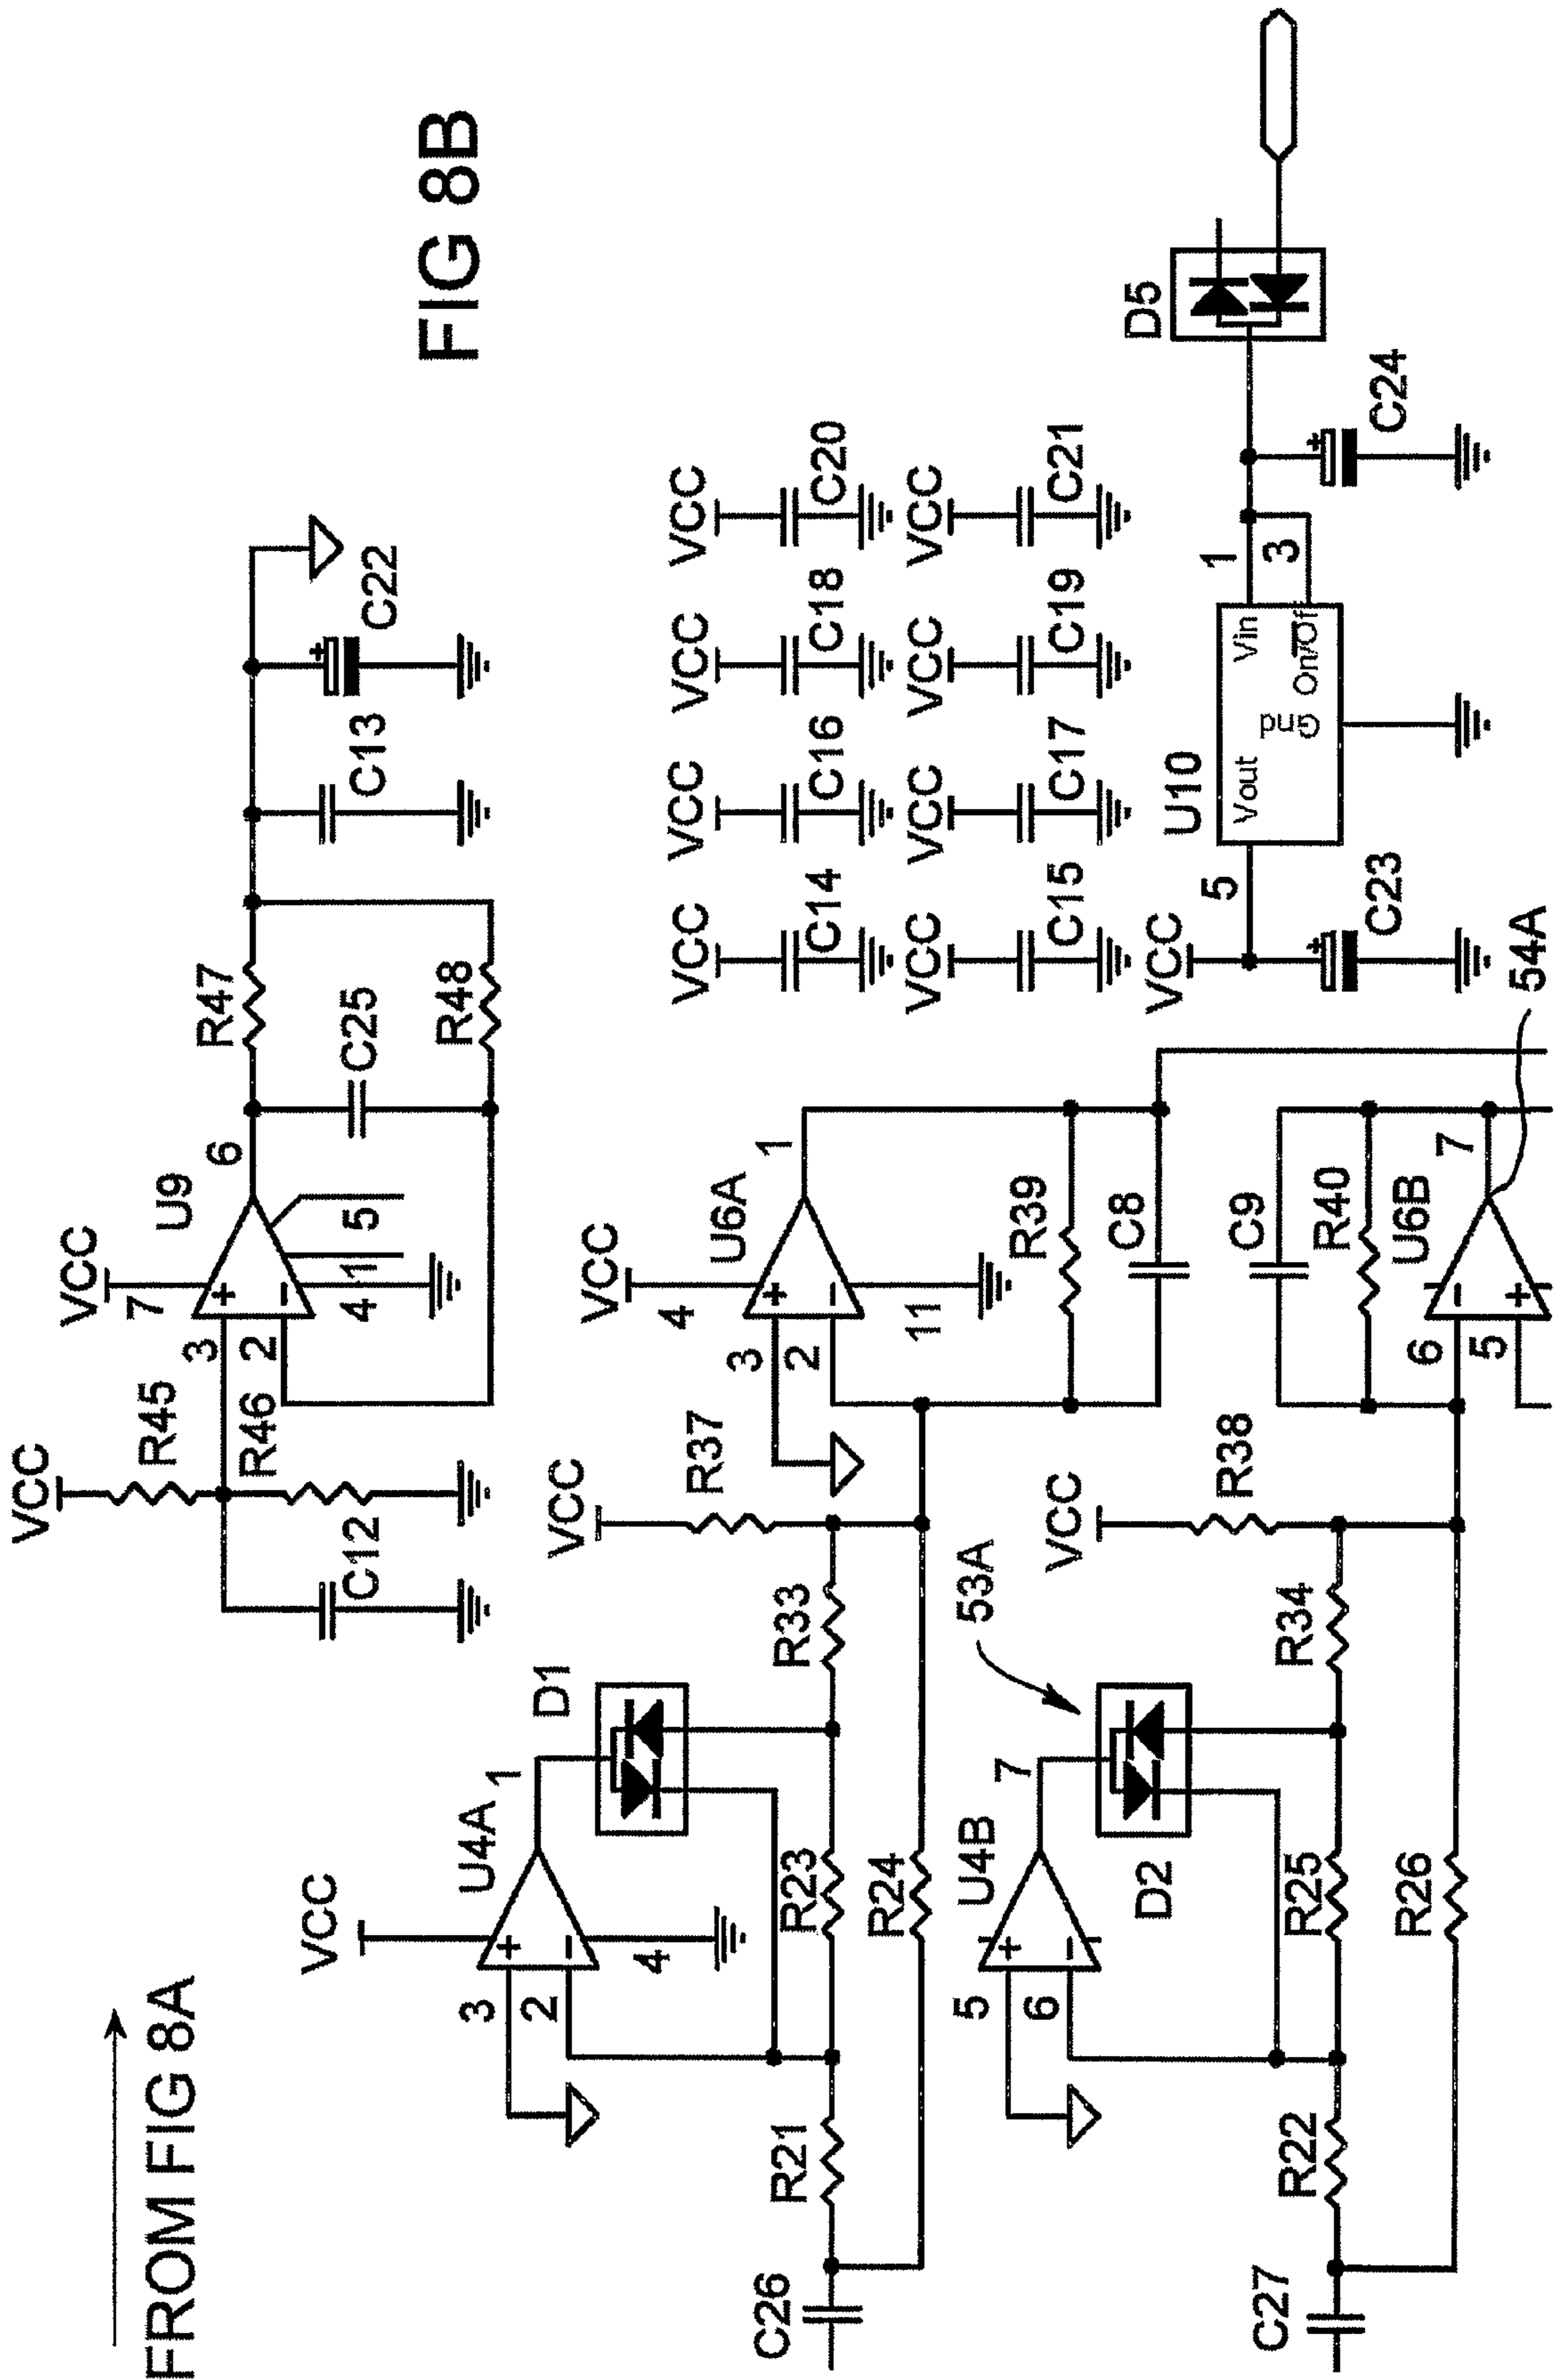 FROM FIG 8A
FIG 8B
VCC
R45
3
R46
2
C12
VCC
7
U9
6
4
1
5
R47
C25
R48
C13
C22
VCC
U4A
3
2
1
4
D1
C26
R21
R23
R33
R24
VCC
R37
VCC
4
U6A
3
2
1
11
R39
C8
5
6
U4B
7
D2
53A
C27
R22
R25
R34
R26
VCC
R38
C9
R40
U6B
6
5
7
54A
VCC
C14
VCC
C16
VCC
C18
VCC
C20
VCC
C15
VCC
C17
VCC
C19
VCC
C21
VCC
5
C23
U10
Vout
Gnd
Vin
On/Off
1
3
C24
D5